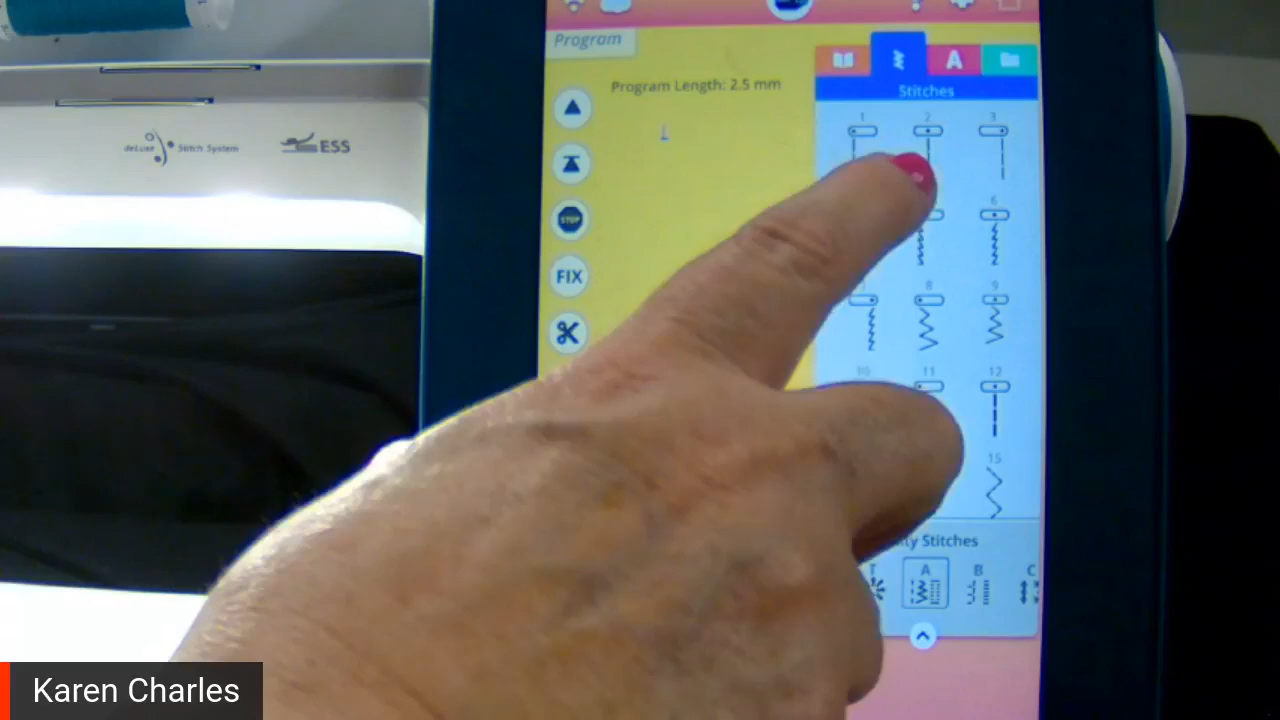 Program
Program Length: 2.5 mm
A
Stitches
1 2 3
6
8 9
10 11 12
15
STOP
FIX
deLuxe Stitch System
ESS
ty Stitches
T A B C
Karen Charles